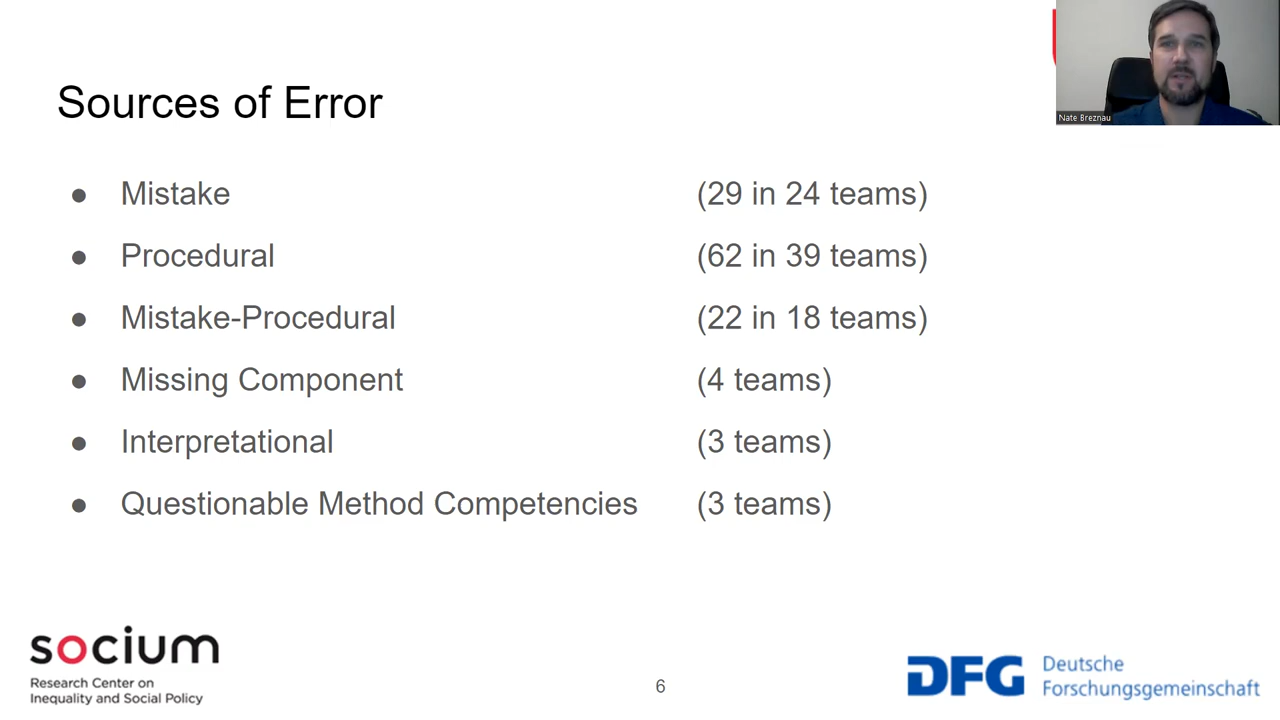 Nate Breznau
Sources of Error
● Mistake (29 in 24 teams)
● Procedural (62 in 39 teams)
● Mistake-Procedural (22 in 18 teams)
● Missing Component (4 teams)
● Interpretational (3 teams)
● Questionable Method Competencies (3 teams)
socium
Research Center on
Inequality and Social Policy
6
DFG
Deutsche
Forschungsgemeinschaft